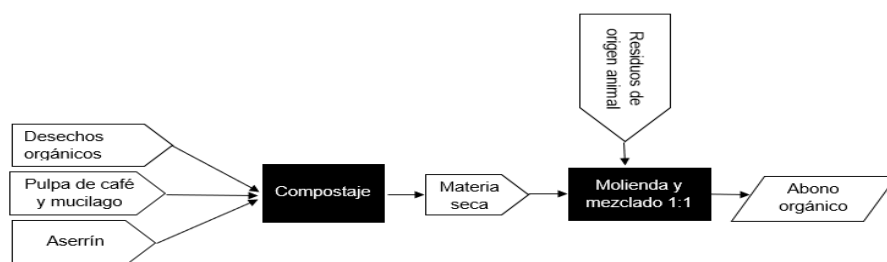 Residuos de
origen animal
Desechos
orgánicos
Pulpa de café
y mucilago
Aserrín
Compostaje
Materia
seca
Molienda y
mezclado 1:1
Abono
orgánico